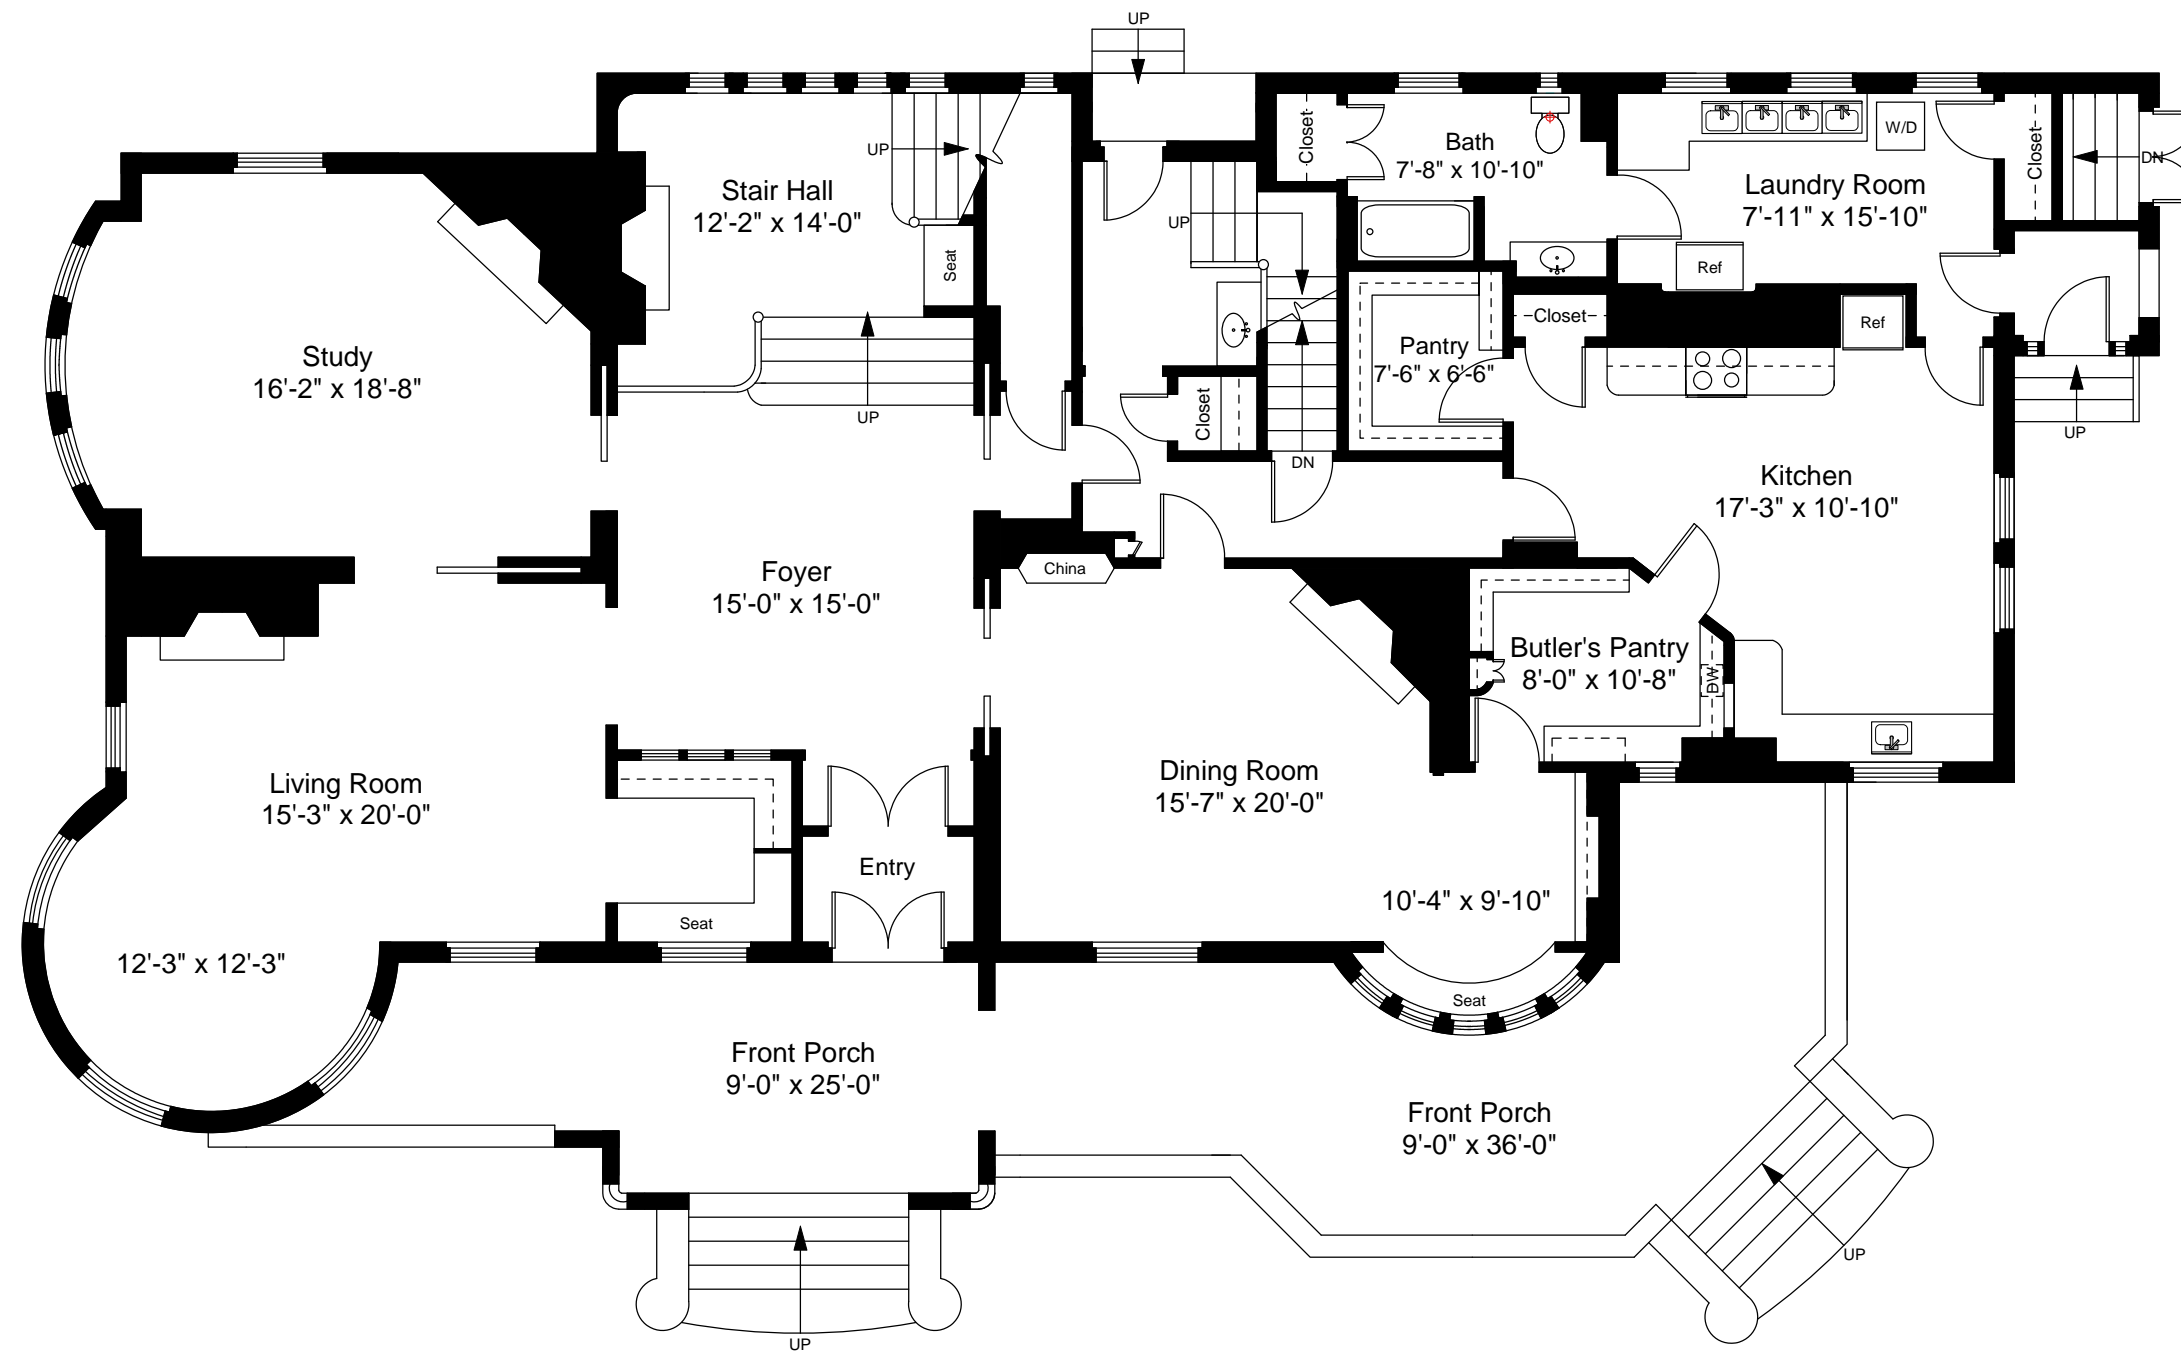 UP
Closet
Bath
7'-8" x 10'-10"
W/D
Closet
DN
UP
Stair Hall
12'-2" x 14'-0"
Laundry Room
7'-11" x 15'-10"
UP
Seat
Ref
Closet
Ref
Study
16'-2" x 18'-8"
Pantry
7'-6" x 6'-6"
UP
Closet
UP
DN
Kitchen
17'-3" x 10'-10"
Foyer
15'-0" x 15'-0"
China
Butler's Pantry
8'-0" x 10'-8"
DW
Living Room
15'-3" x 20'-0"
Dining Room
15'-7" x 20'-0"
Entry
10'-4" x 9'-10"
Seat
12'-3" x 12'-3"
Seat
Front Porch
9'-0" x 25'-0"
Front Porch
9'-0" x 36'-0"
UP
UP